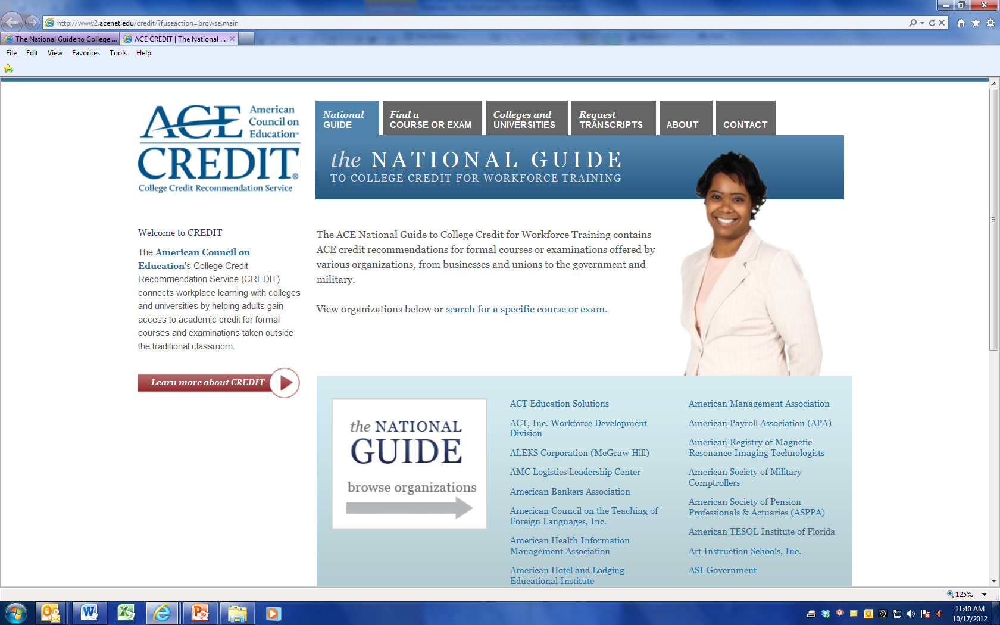 http://www2.acenet.edu/credit/?fuseaction=browse.main
The National Guide to College ...
ACE CREDIT | The National ...
File Edit View Favorites Tools Help
ACE American
Council on
Education™
CREDIT®
College Credit Recommendation Service
National
GUIDE
Find a
COURSE OR EXAM
Colleges and
UNIVERSITIES
Request
TRANSCRIPTS
ABOUT
CONTACT
the NATIONAL GUIDE
TO COLLEGE CREDIT FOR WORKFORCE TRAINING
Welcome to CREDIT
The American Council on
Education's College Credit
Recommendation Service (CREDIT)
connects workplace learning with colleges
and universities by helping adults gain
access to academic credit for formal
courses and examinations taken outside
the traditional classroom.
Learn more about CREDIT
The ACE National Guide to College Credit for Workforce Training contains
ACE credit recommendations for formal courses or examinations offered by
various organizations, from businesses and unions to the government and
military.
View organizations below or search for a specific course or exam.
the NATIONAL
GUIDE
browse organizations
ACT Education Solutions
ACT, Inc. Workforce Development
Division
ALEKS Corporation (McGraw Hill)
AMC Logistics Leadership Center
American Bankers Association
American Council on the Teaching of
Foreign Languages, Inc.
American Health Information
Management Association
American Hotel and Lodging
Educational Institute
American Management Association
American Payroll Association (APA)
American Registry of Magnetic
Resonance Imaging Technologists
American Society of Military
Comptrollers
American Society of Pension
Professionals & Actuaries (ASPPA)
American TESOL Institute of Florida
Art Instruction Schools, Inc.
ASI Government
125%
11:40 AM
10/17/2012